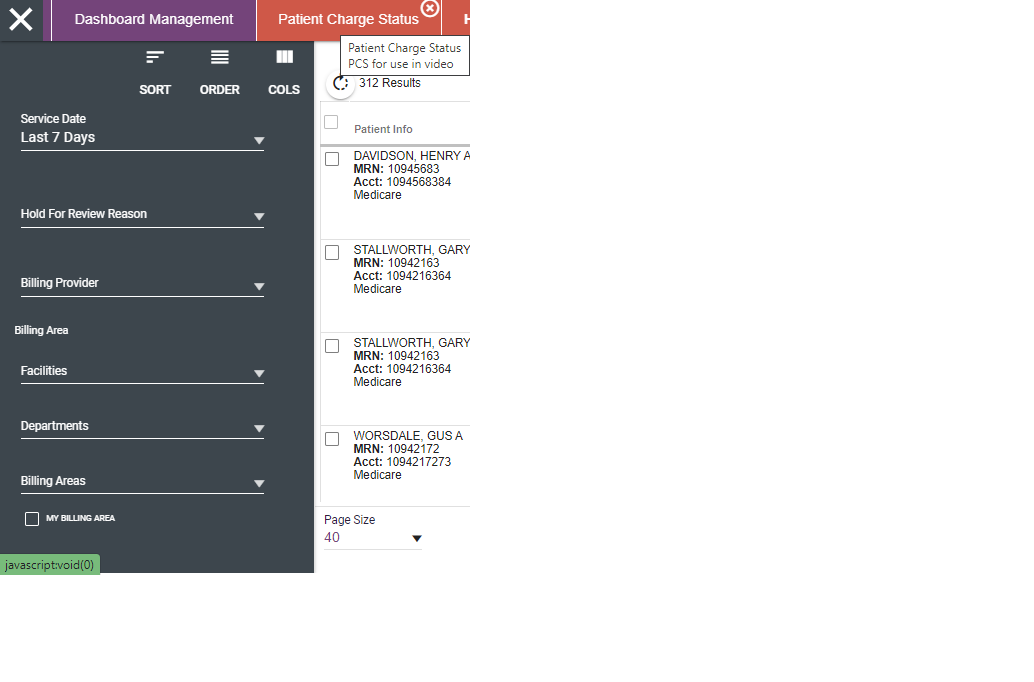 Dashboard Management
Patient Charge Status
H
Patient Charge Status
PCS for use in video
SORT
ORDER
COLS
312 Results
Service Date
Last 7 Days
Hold For Review Reason
Billing Provider
Billing Area
Facilities
Departments
Billing Areas
MY BILLING AREA
javascript:void(0)
Patient Info
DAVIDSON, HENRY A
MRN: 10945683
Acct: 1094568384
Medicare
STALLWORTH, GARY
MRN: 10942163
Acct: 1094216364
Medicare
STALLWORTH, GARY
MRN: 10942163
Acct: 1094216364
Medicare
WORSDALE, GUS A
MRN: 10942172
Acct: 1094217273
Medicare
Page Size
40